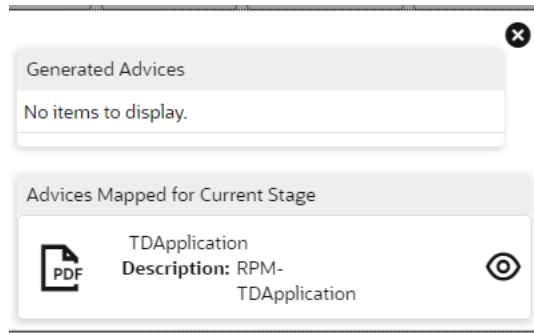 Generated Advices
No items to display.
Advices Mapped for Current Stage
PDF
TDApplication
Description: RPM-
TDApplication